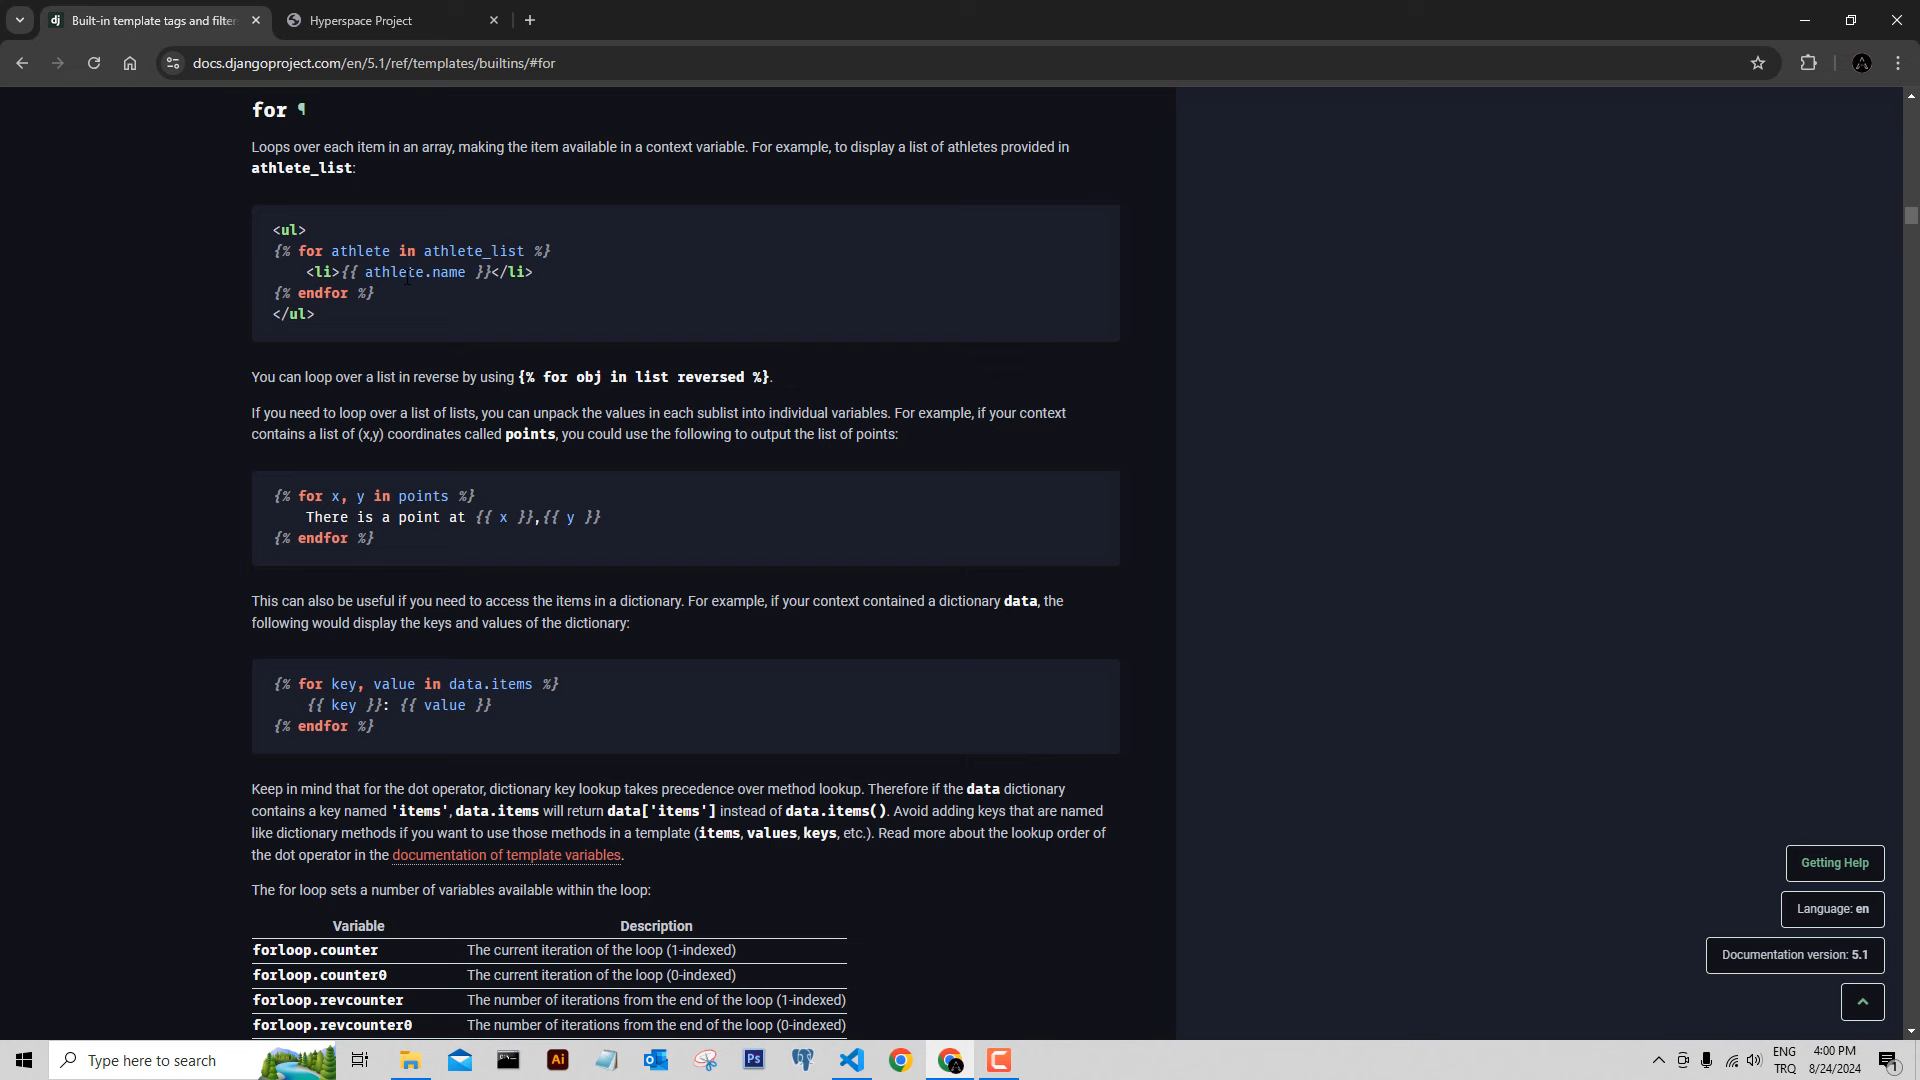 Built-in template tags and filter
Hyperspace Project
docs.djangoproject.com/en/5.1/ref/templates/builtins/#for
for ¶
Loops over each item in an array, making the item available in a context variable. For example, to display a list of athletes provided in
athlete_list:
<ul>
{% for athlete in athlete_list %}
    <li>{{ athlete.name }}</li>
{% endfor %}
</ul>
You can loop over a list in reverse by using {% for obj in list reversed %}.
If you need to loop over a list of lists, you can unpack the values in each sublist into individual variables. For example, if your context
contains a list of (x,y) coordinates called points, you could use the following to output the list of points:
{% for x, y in points %}
    There is a point at {{ x }},{{ y }}
{% endfor %}
This can also be useful if you need to access the items in a dictionary. For example, if your context contained a dictionary data, the
following would display the keys and values of the dictionary:
{% for key, value in data.items %}
    {{ key }}: {{ value }}
{% endfor %}
Keep in mind that for the dot operator, dictionary key lookup takes precedence over method lookup. Therefore if the data dictionary
contains a key named 'items', data.items will return data['items'] instead of data.items(). Avoid adding keys that are named
like dictionary methods if you want to use those methods in a template (items, values, keys, etc.). Read more about the lookup order of
the dot operator in the documentation of template variables.
The for loop sets a number of variables available within the loop:
Variable Description
forloop.counter The current iteration of the loop (1-indexed)
forloop.counter0 The current iteration of the loop (0-indexed)
forloop.revcounter The number of iterations from the end of the loop (1-indexed)
forloop.revcounter0 The number of iterations from the end of the loop (0-indexed)
Getting Help
Language: en
Documentation version: 5.1
Type here to search
Ai
Ps
ENG
TRQ
4:00 PM
8/24/2024
1